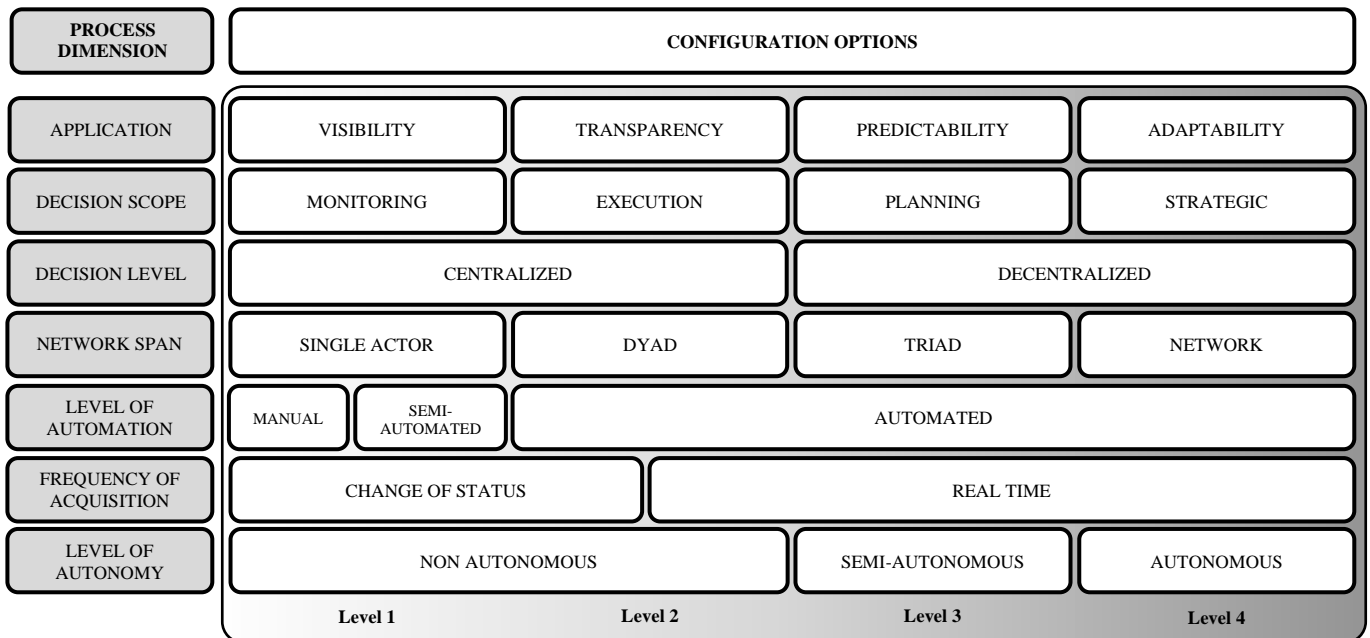 PROCESS
DIMENSION
CONFIGURATION OPTIONS
APPLICATION
VISIBILITY
TRANSPARENCY
PREDICTABILITY
ADAPTABILITY
DECISION SCOPE
MONITORING
EXECUTION
PLANNING
STRATEGIC
DECISION LEVEL
CENTRALIZED
DECENTRALIZED
NETWORK SPAN
SINGLE ACTOR
DYAD
TRIAD
NETWORK
LEVEL OF
AUTOMATION
MANUAL
SEMI-
AUTOMATED
AUTOMATED
FREQUENCY OF
ACQUISITION
CHANGE OF STATUS
REAL TIME
LEVEL OF
AUTONOMY
NON AUTONOMOUS
SEMI-AUTONOMOUS
AUTONOMOUS
Level 1
Level 2
Level 3
Level 4